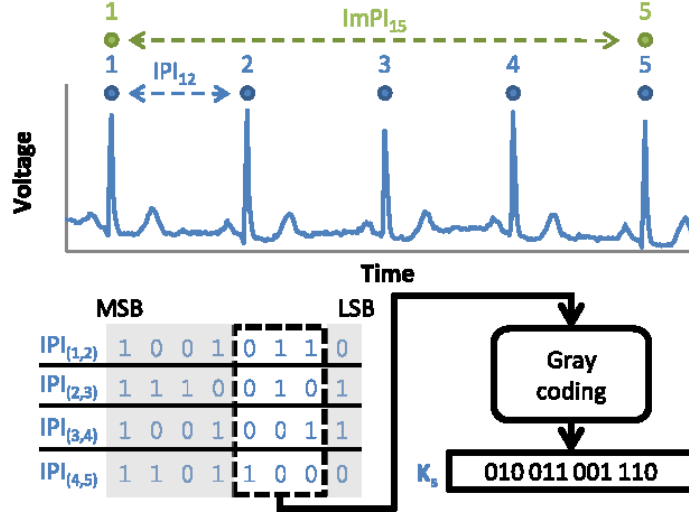 1 ImPI15 5
1 IPI12 2 3 4 5
Voltage
Time
MSB LSB
IPI(1,2) 1 0 0 1 0 1 1 0
IPI(2,3) 1 1 1 0 0 1 0 1
IPI(3,4) 1 0 0 1 0 0 1 1
IPI(4,5) 1 1 0 1 1 0 0 0
Gray
coding
Ks 010 011 001 110